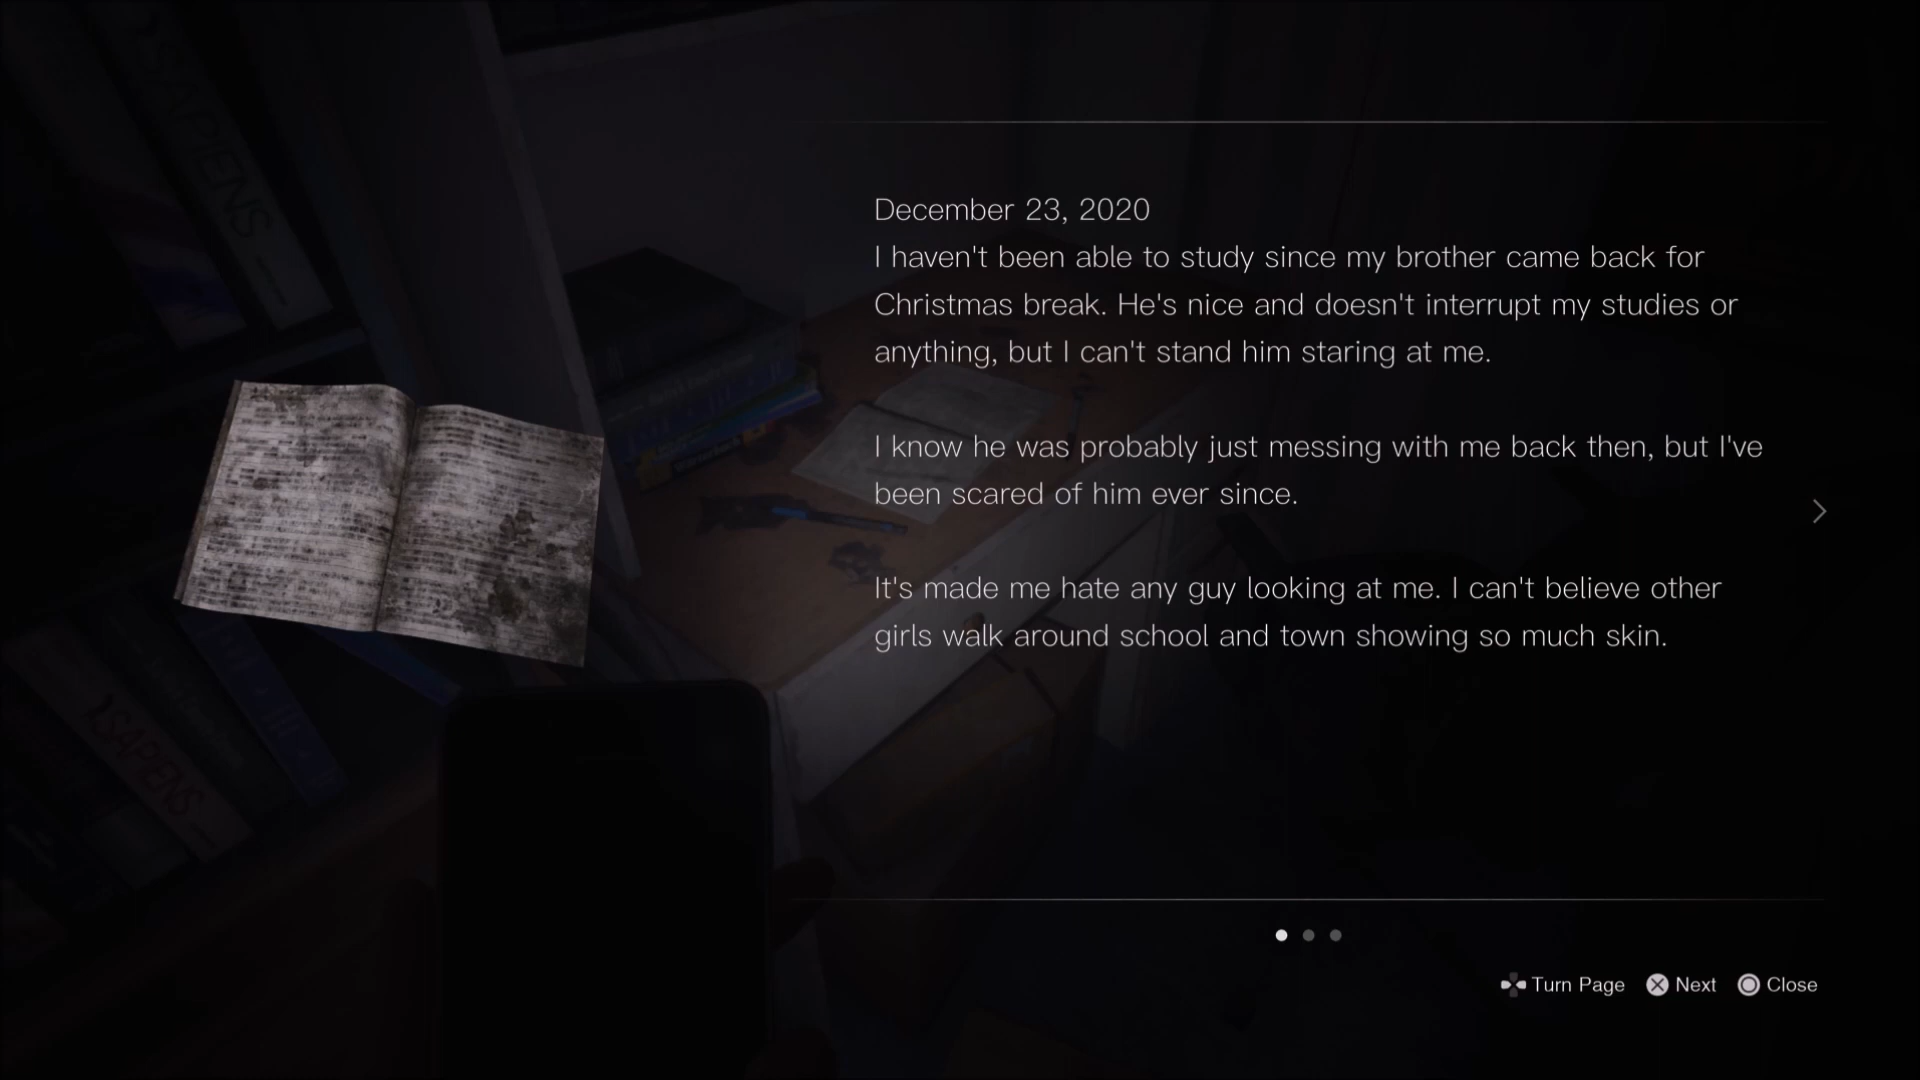 SAPIENS
December 23, 2020
I haven't been able to study since my brother came back for
Christmas break. He's nice and doesn't interrupt my studies or
anything, but I can't stand him staring at me.
I know he was probably just messing with me back then, but I've
been scared of him ever since.
It's made me hate any guy looking at me. I can't believe other
girls walk around school and town showing so much skin.
SAPIENS
Turn Page
Next
Close